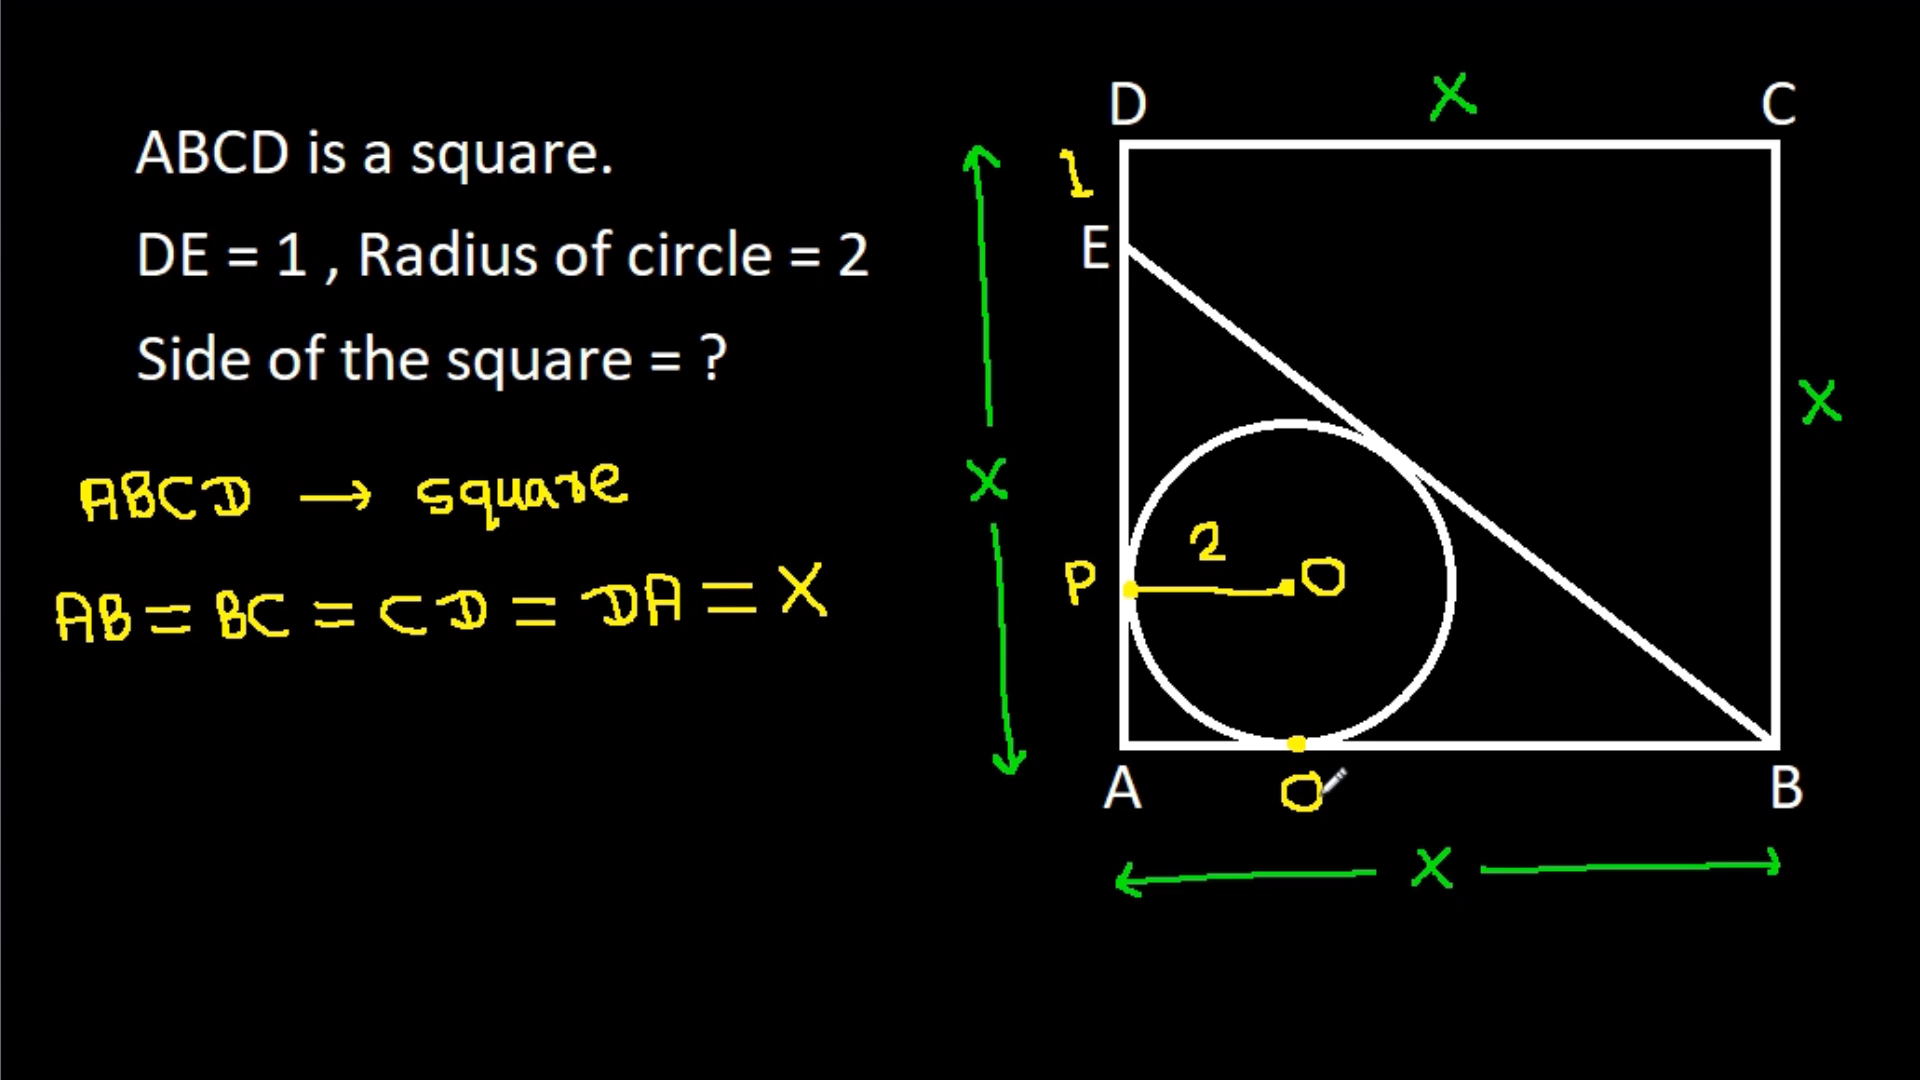 ABCD is a square.
DE = 1 , Radius of circle = 2
Side of the square = ?
ABCD → square
AB = BC = CD = DA = X
D
X
C
1
E
X
X
2
P
O
A
B
X